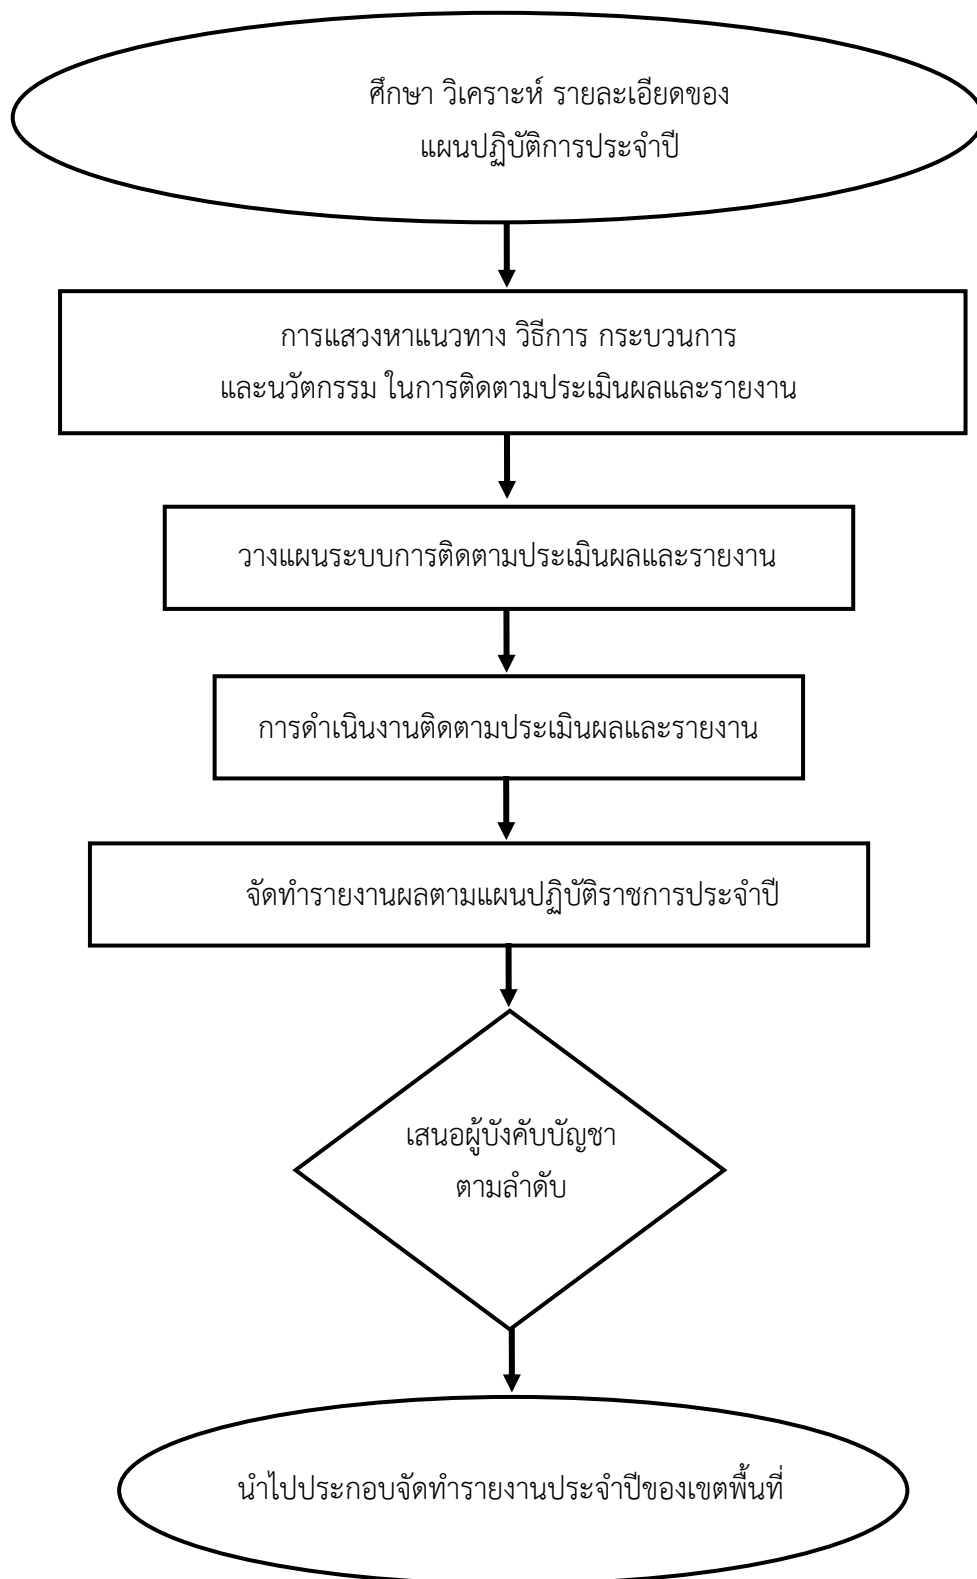 ศึกษา วิเคราะห์ รายละเอียดของ
แผนปฏิบัติการประจำปี
การแสวงหาแนวทาง วิธีการ กระบวนการ
และนวัตกรรม ในการติดตามประเมินผลและรายงาน
วางแผนระบบการติดตามประเมินผลและรายงาน
การดำเนินงานติดตามประเมินผลและรายงาน
จัดทำรายงานผลตามแผนปฏิบัติราชการประจำปี
เสนอผู้บังคับบัญชา
ตามลำดับ
นำไปประกอบจัดทำรายงานประจำปีของเขตพื้นที่